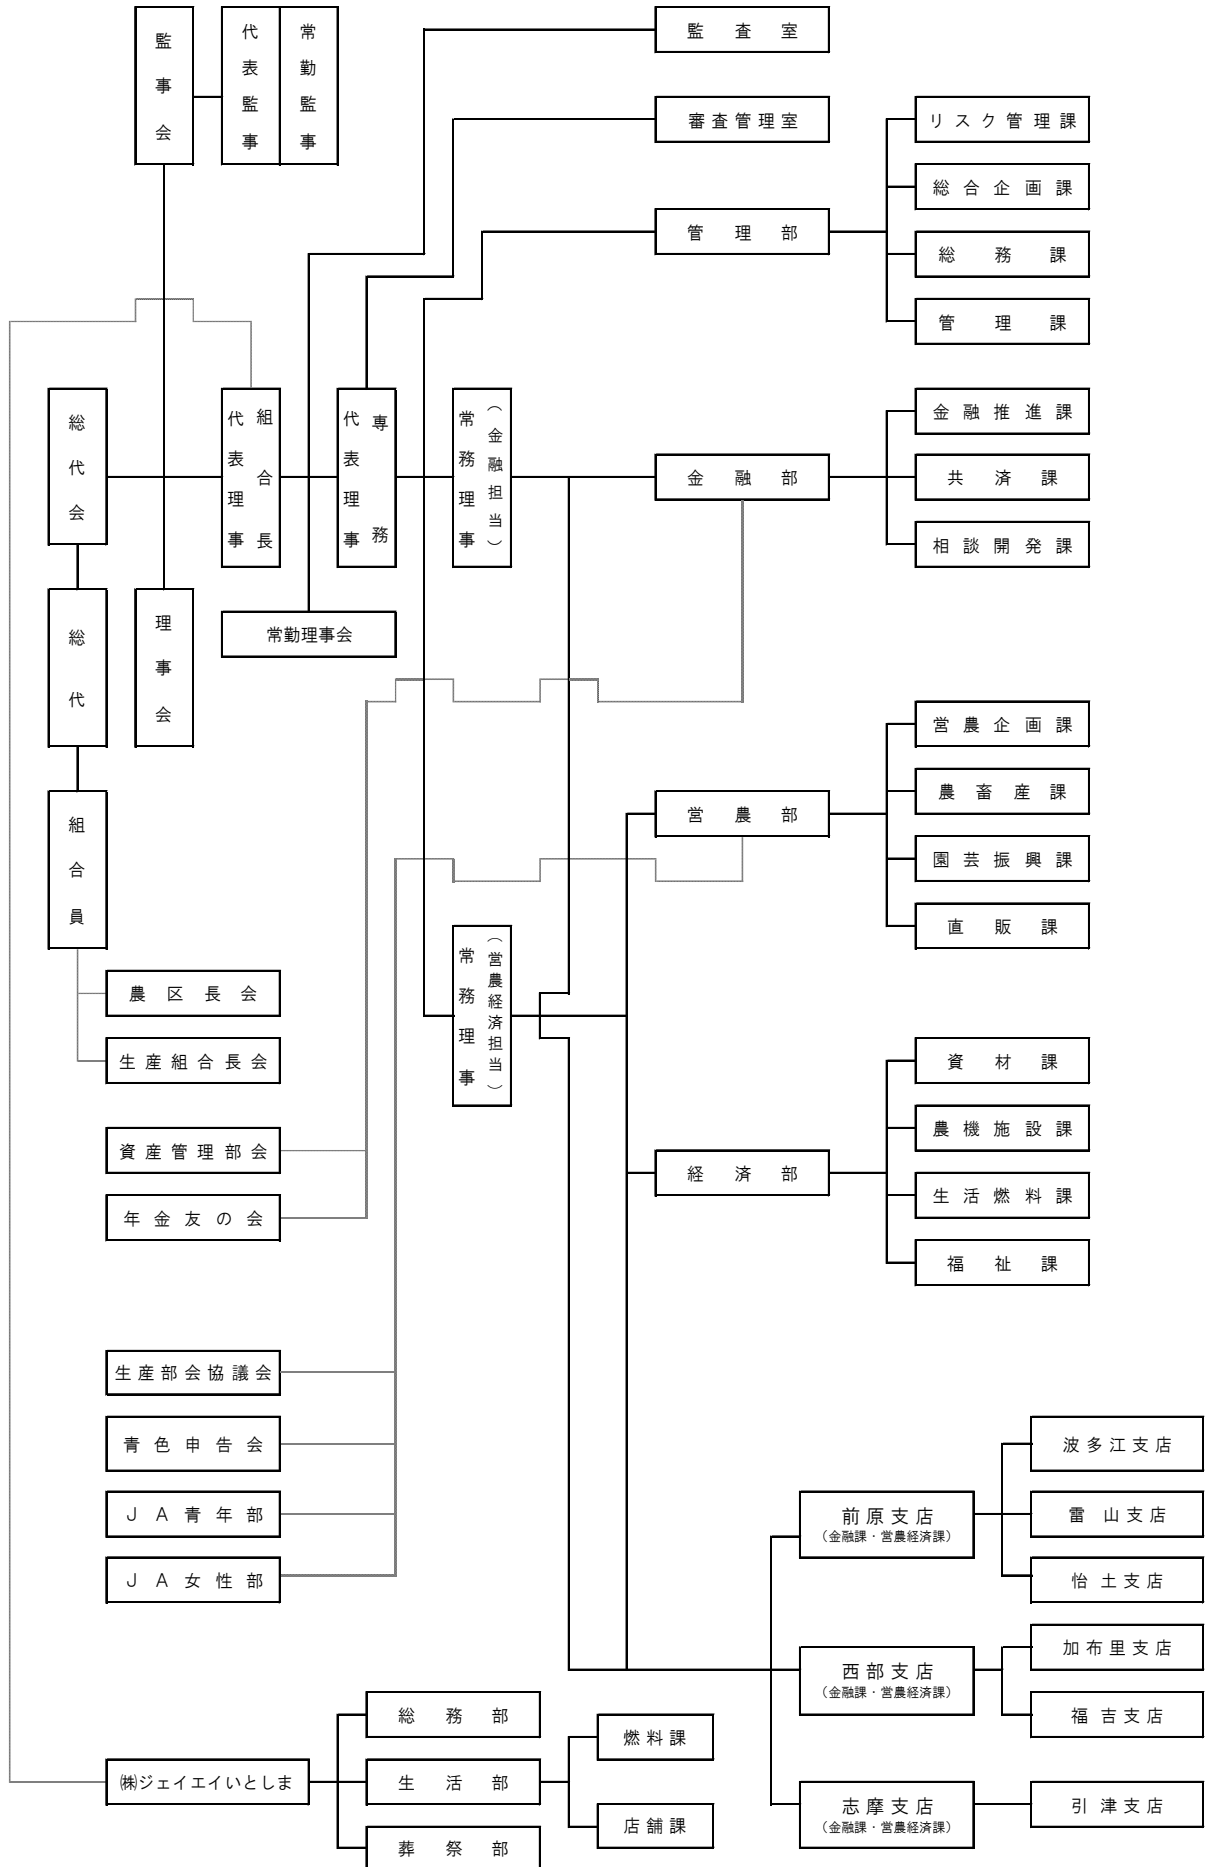 監事会
代表監事
常勤監事
監査室
審査管理室
管理部
リスク管理課
総合企画課
総務課
管理課
総代会
代表理事
組合長
代表理事
専務
常務理事
（金融担当）
金融部
金融推進課
共済課
相談開発課
総代
理事会
常勤理事会
組合員
営農部
営農企画課
農畜産課
園芸振興課
直販課
常務理事
（営農経済担当）
農区長会
生産組合長会
資産管理部会
年金友の会
経済部
資材課
農機施設課
生活燃料課
福祉課
生産部会協議会
青色申告会
ＪＡ青年部
ＪＡ女性部
前原支店
（金融課・営農経済課）
波多江支店
雷山支店
怡土支店
西部支店
（金融課・営農経済課）
加布里支店
福吉支店
志摩支店
（金融課・営農経済課）
引津支店
㈱ジェイエイいとしま
総務部
生活部
葬祭部
燃料課
店舗課